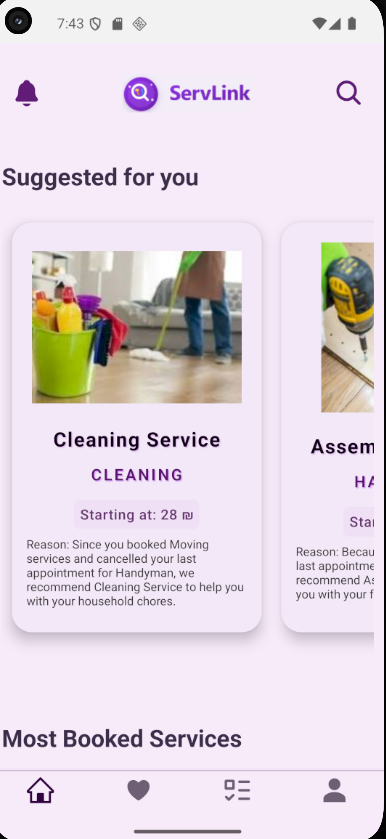 7:43
ServLink
Suggested for you
Cleaning Service
CLEANING
Starting at: 28 ₪
Reason: Since you booked Moving
services and cancelled your last
appointment for Handyman, we
recommend Cleaning Service to help you
with your household chores.
Assem
HA
Star
Reason: Becau
last appointme
recommend As
you with your f
Most Booked Services